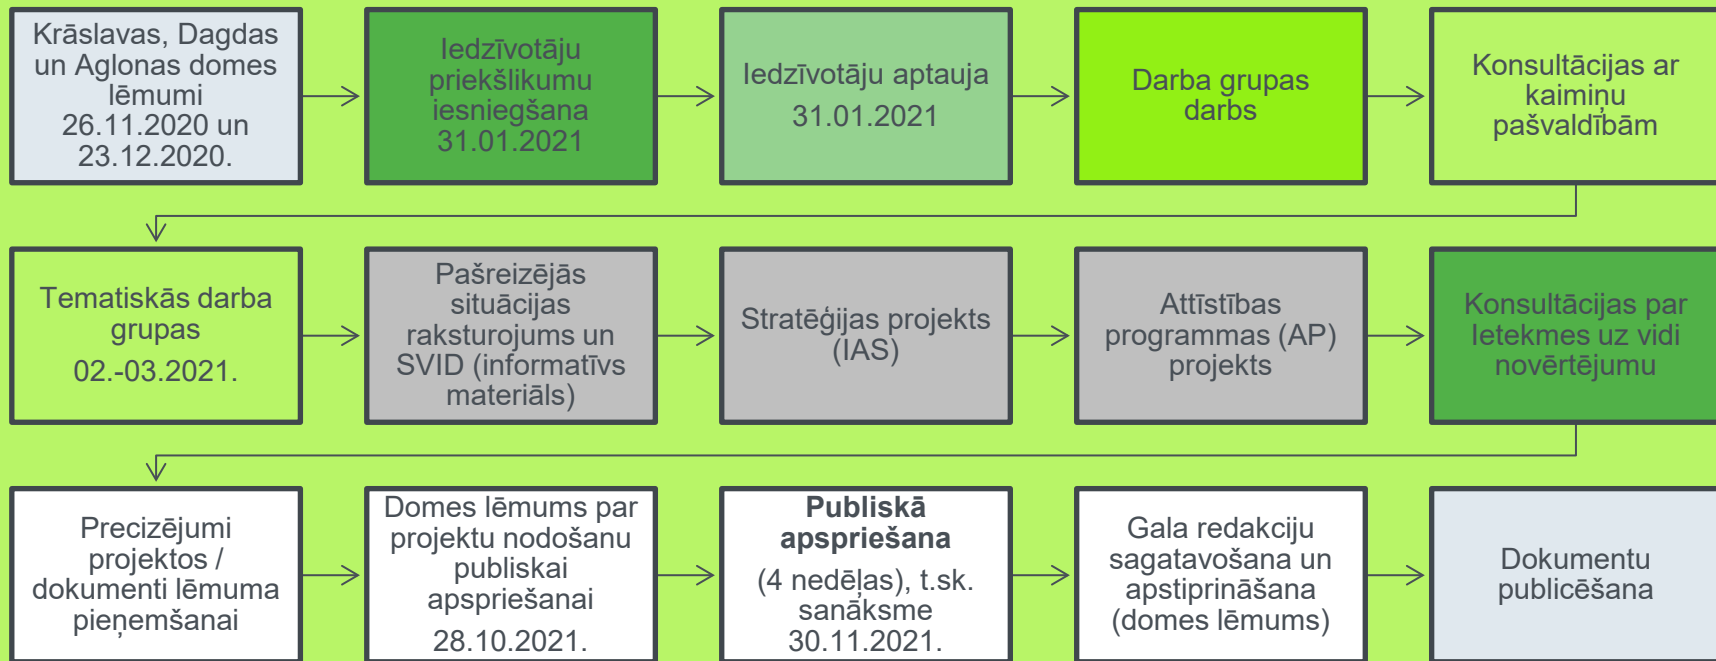 Krāslavas, Dagdas
un Aglonas domes
lēmumi
26.11.2020 un
23.12.2020.
Iedzīvotāju
priekšlikumu
iesniegšana
31.01.2021
Iedzīvotāju aptauja
31.01.2021
Darba grupas
darbs
Konsultācijas ar
kaimiņu
pašvaldībām
Tematiskās darba
grupas
02.-03.2021.
Pašreizējās
situācijas
raksturojums un
SVID (informatīvs
materiāls)
Stratēģijas projekts
(IAS)
Attīstības
programmas (AP)
projekts
Konsultācijas par
Ietekmes uz vidi
novērtējumu
Precizējumi
projektos /
dokumenti lēmuma
pieņemšanai
Domes lēmums par
projektu nodošanu
publiskai
apspriešanai
28.10.2021.
Publiskā
apspriešana
(4 nedēļas), t.sk.
sanāksme
30.11.2021.
Gala redakciju
sagatavošana un
apstiprināšana
(domes lēmums)
Dokumentu
publicēšana